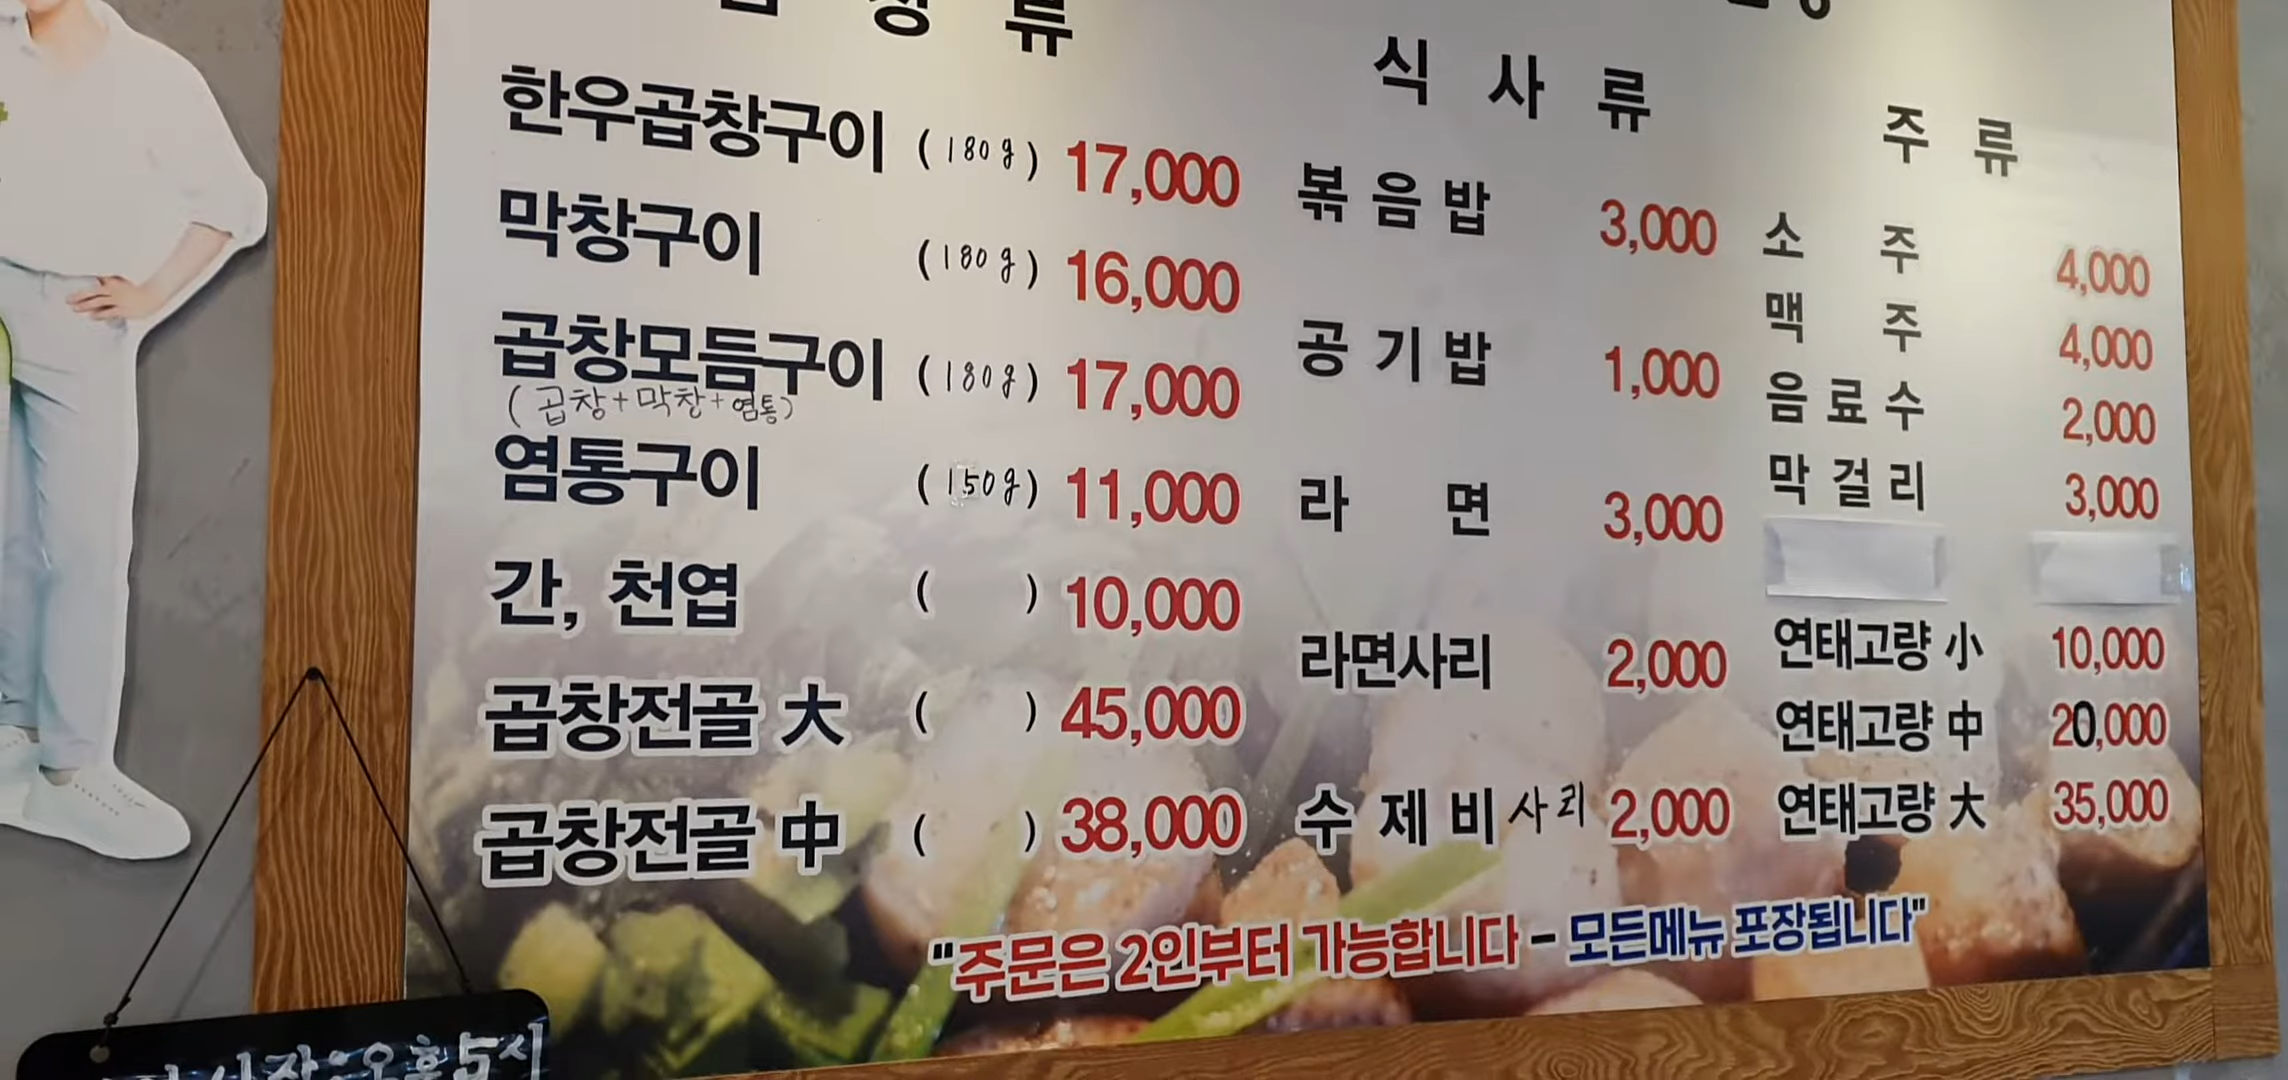 곱 창 류
한우곱창구이 (180g) 17,000
막창구이 (180g) 16,000
곱창모듬구이 (180g) 17,000
(곱창+막창+염통)
염통구이 (150g) 11,000
간, 천엽 ( ) 10,000
곱창전골 大 ( ) 45,000
곱창전골 中 ( ) 38,000
식 사 류
볶음밥 3,000
공기밥 1,000
라 면 3,000
라면사리 2,000
수제비사리 2,000
주 류
소 주 4,000
맥 주 4,000
음료수 2,000
막걸리 3,000
연태고량 小 10,000
연태고량 中 20,000
연태고량 大 35,000
"주문은 2인부터 가능합니다 - 모든메뉴 포장됩니다"
오후5시